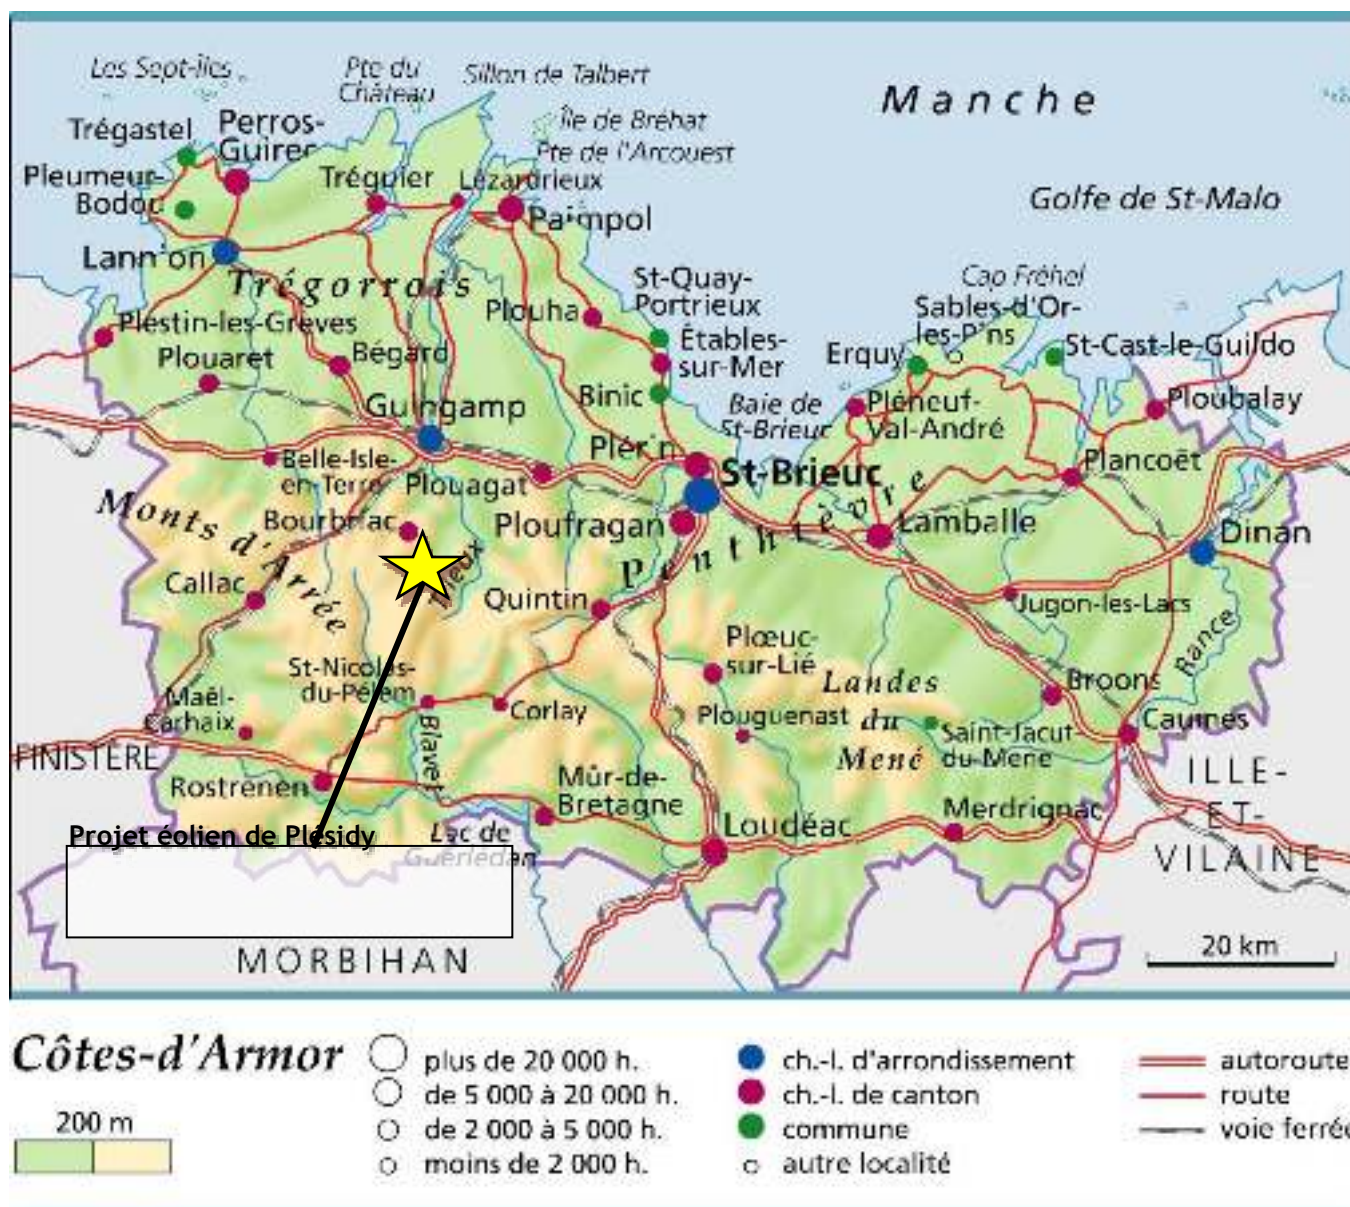 Les Sept-Îles
Pte du
Château
Sillon de Talbert
Manche
Île de Bréhat
Pte de l'Arcouest
Trégastel
Perros-
Guirec
Pleumeur-
Bodou
Tréguier
Lézardrieux
Paimpol
Golfe de St-Malo
Lannion
Trégorrois
St-Quay-
Portrieux
Cap Fréhel
Sables-d'Or-
les-Pins
Plouha
Plestin-les-Grèves
Plouaret
Bégard
Étables-
sur-Mer
Erquy
St-Cast-le-Guildo
Binic
Guingamp
Baie de
St-Brieuc
Pléneuf-
Val-André
Ploubalay
Plérin
Belle-Isle-
en-Terre
Plouagat
St-Brieuc
Plancoët
Monts d'Arrée
Bourbriac
Ploufragan
Penthièvre
Lamballe
Dinan
Trieux
Callac
Quintin
Jugon-les-Lacs
Rance
St-Nicolas-
du-Pélem
Plœuc-
sur-Lié
Landes
du
Mené
Broons
Maël-
Carhaix
Corlay
Blavet
Plouguenast
Saint-Jacut
du-Mené
Caulnes
FINISTÈRE
Rostrenen
Mûr-de-
Bretagne
ILLE-
ET-
VILAINE
Merdrignac
Projet éolien de Plésidy
Lac de
Guerlédan
Loudéac
MORBIHAN
20 km
Côtes-d'Armor
200 m
plus de 20 000 h.
de 5 000 à 20 000 h.
de 2 000 à 5 000 h.
moins de 2 000 h.
ch.-l. d'arrondissement
ch.-l. de canton
commune
autre localité
autoroute
route
voie ferrée